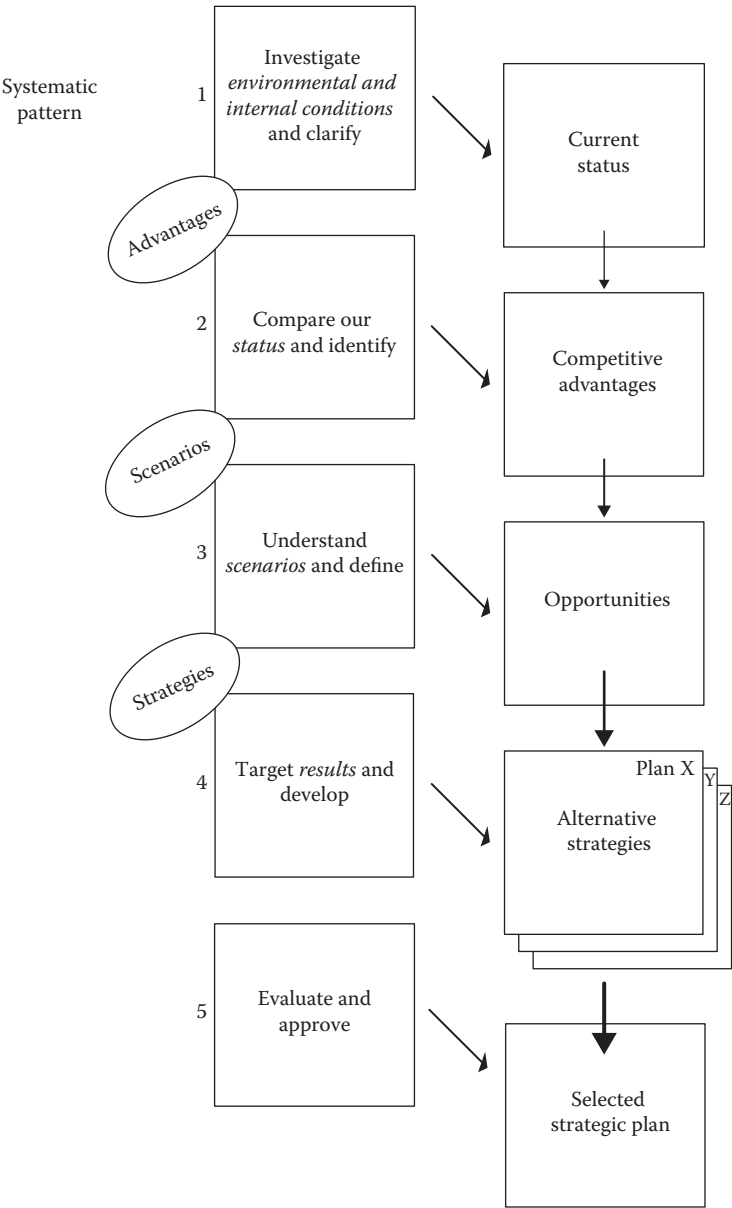 Systematic
pattern
1
Investigate
environmental and
internal conditions
and clarify
Current
status
Advantages
2
Compare our
status and identify
Competitive
advantages
Scenarios
3
Understand
scenarios and define
Opportunities
Strategies
4
Target results and
develop
Plan X
Y
Z
Alternative
strategies
5
Evaluate and
approve
Selected
strategic plan